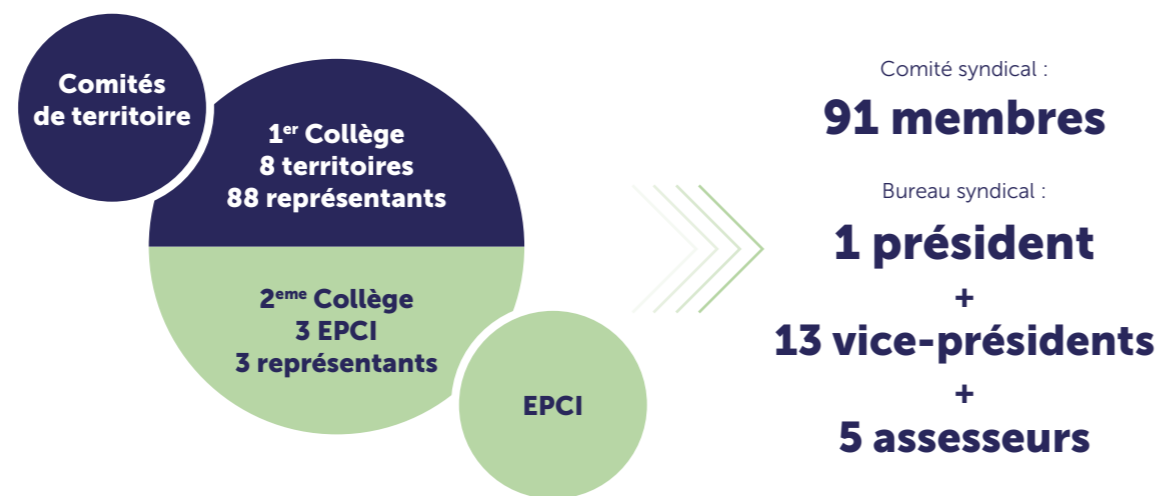 Comités
de territoire
1er Collège
8 territoires
88 représentants
2eme Collège
3 EPCI
3 représentants
EPCI
Comité syndical :
91 membres
Bureau syndical :
1 président
+
13 vice-présidents
+
5 assesseurs